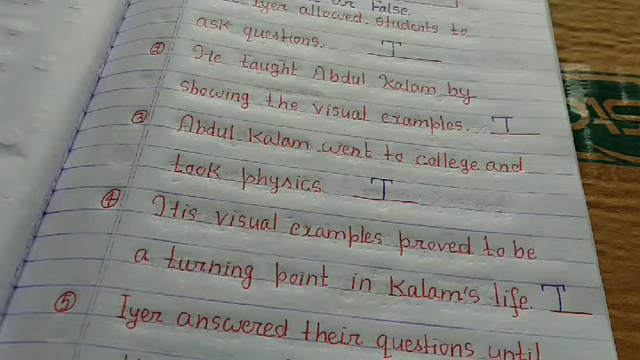 or False.
Iyer allowed students to
ask questions. T
② He taught Abdul Kalam by
showing the visual examples. T
③ Abdul Kalam went to college and
took physics T
④ His visual examples proved to be
a turning point in Kalam's life. T
⑤ Iyer answered their questions until